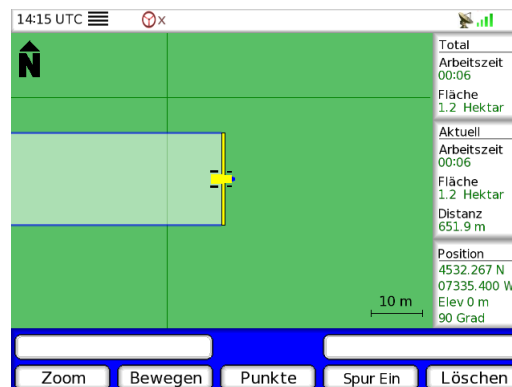 14:15 UTC x
N
Total
Arbeitszeit
00:06
Fläche
1.2 Hektar
Aktuell
Arbeitszeit
00:06
Fläche
1.2 Hektar
Distanz
651.9 m
Position
4532.267 N
07335.400 W
Elev 0 m
90 Grad
10 m
Zoom Bewegen Punkte Spur Ein Löschen